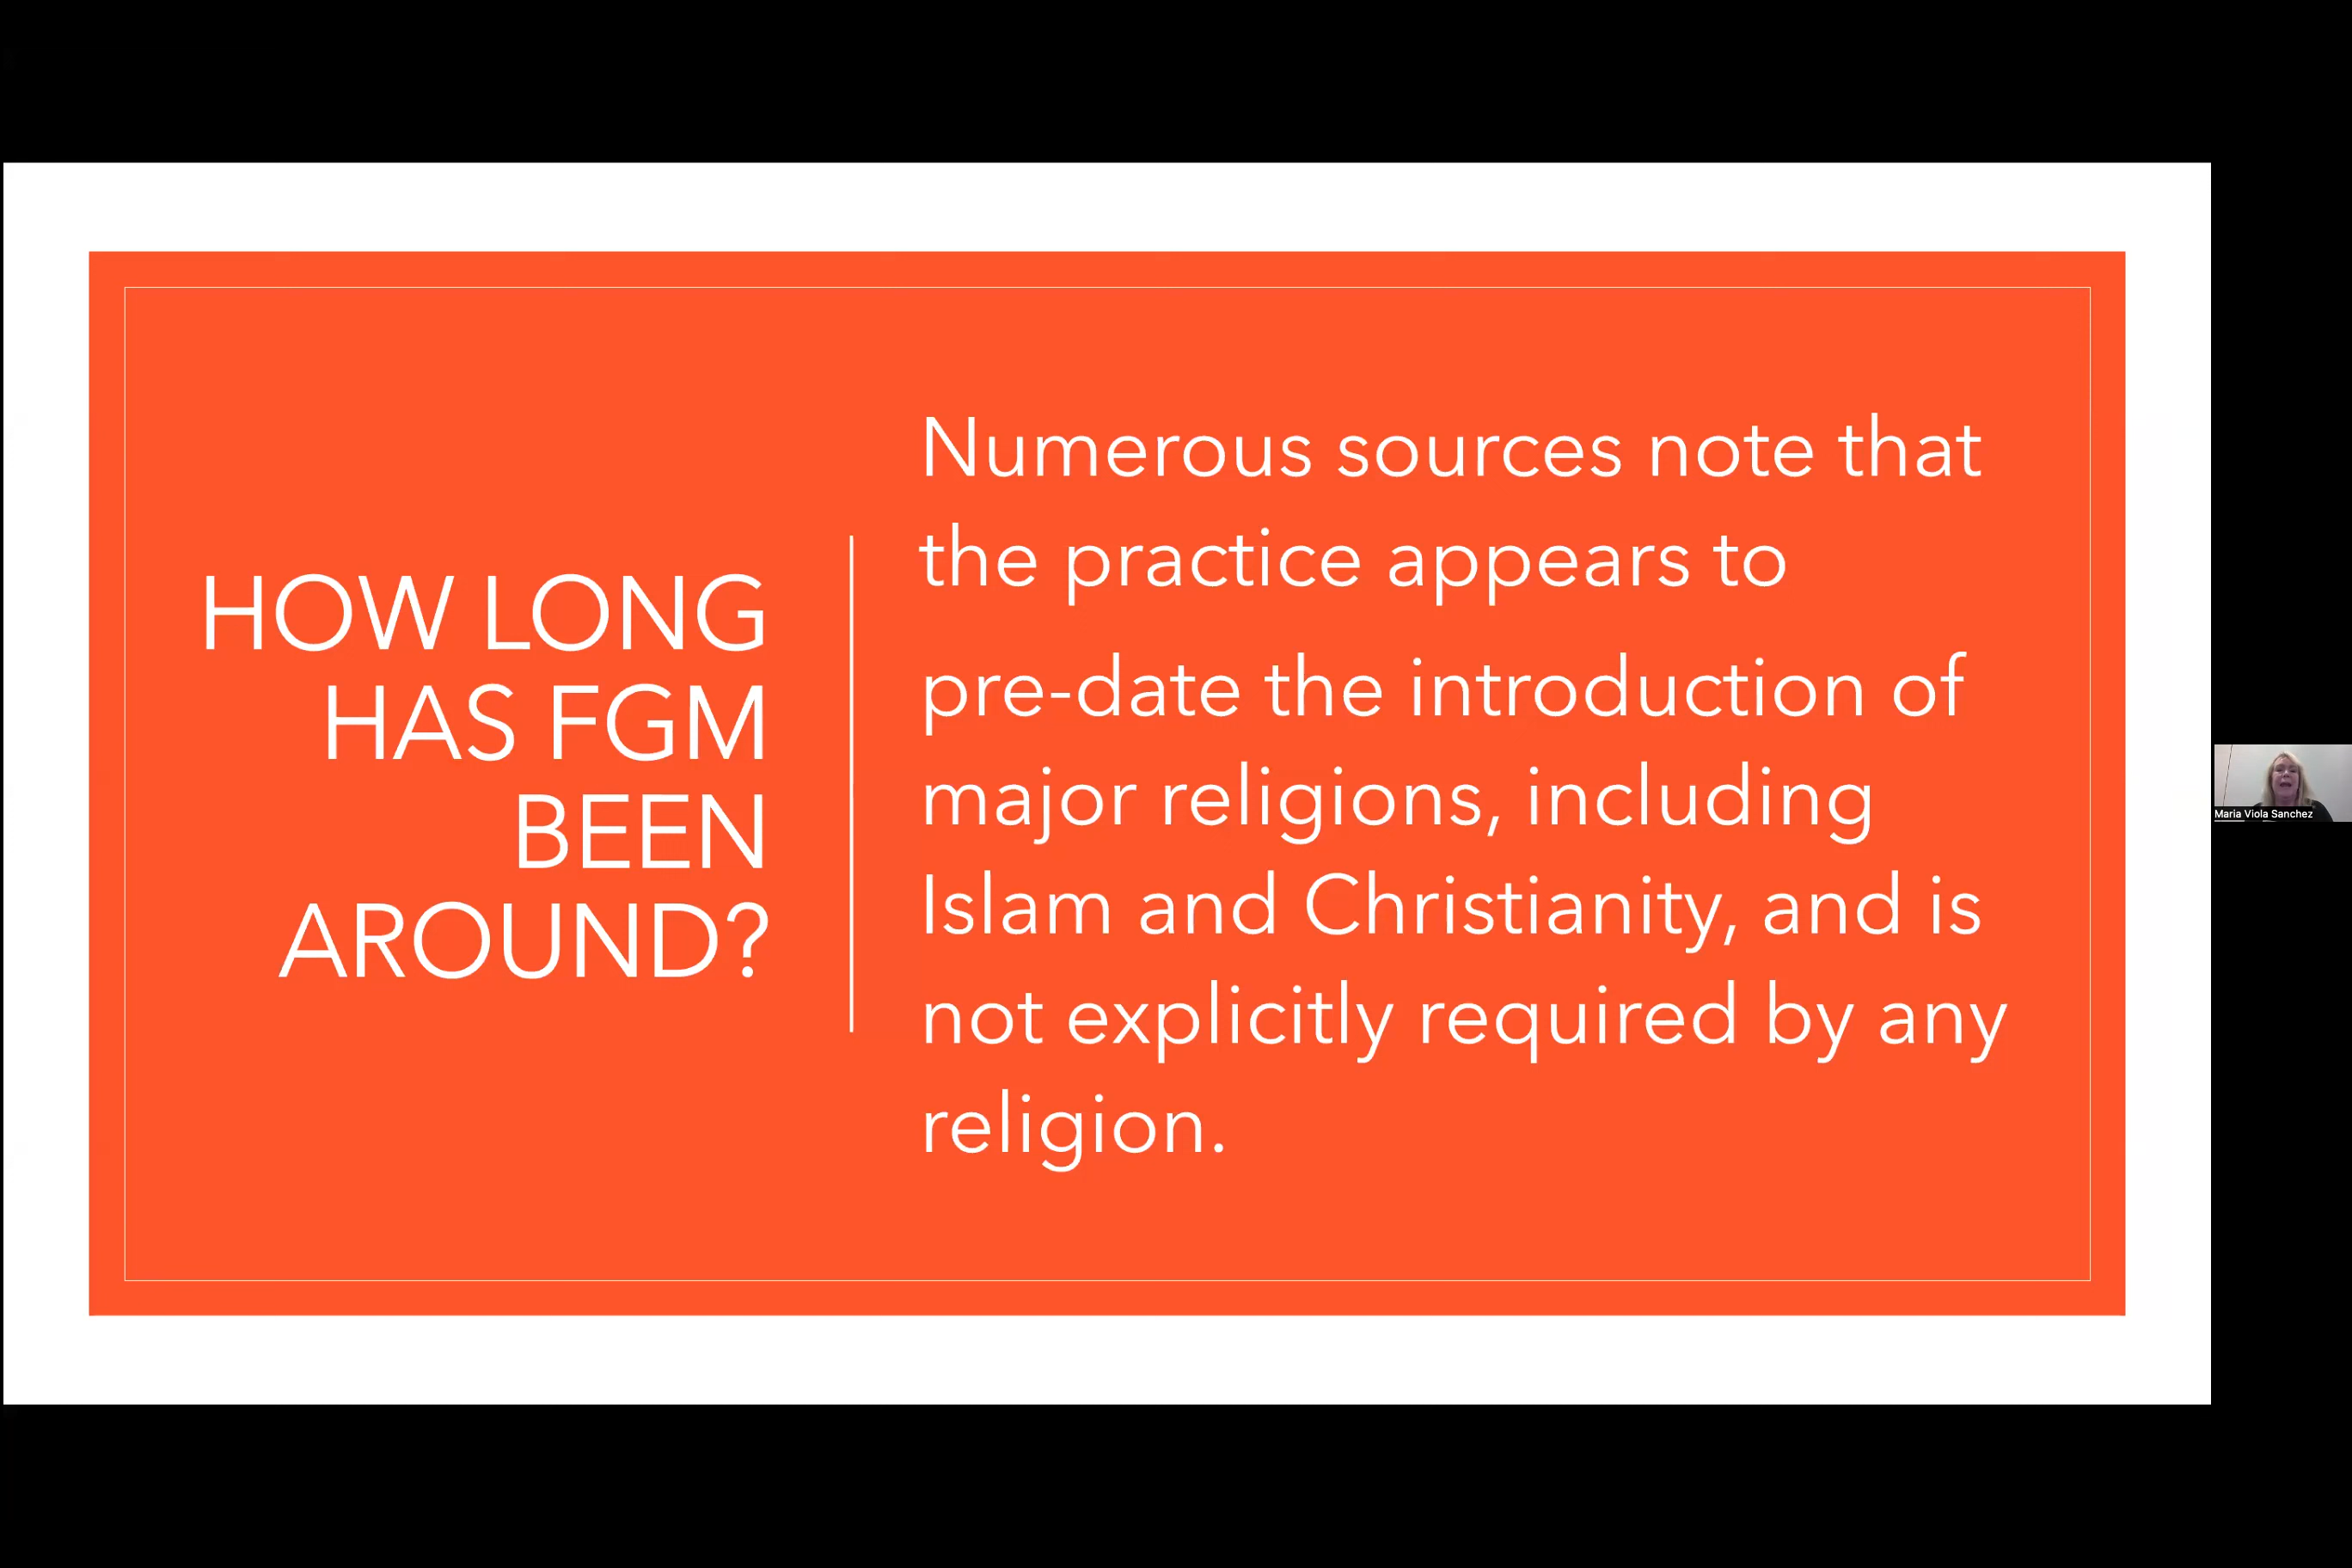 HOW LONG
HAS FGM
BEEN
AROUND?
Numerous sources note that
the practice appears to
pre-date the introduction of
major religions, including
Islam and Christianity, and is
not explicitly required by any
religion.
Maria Viola Sanchez